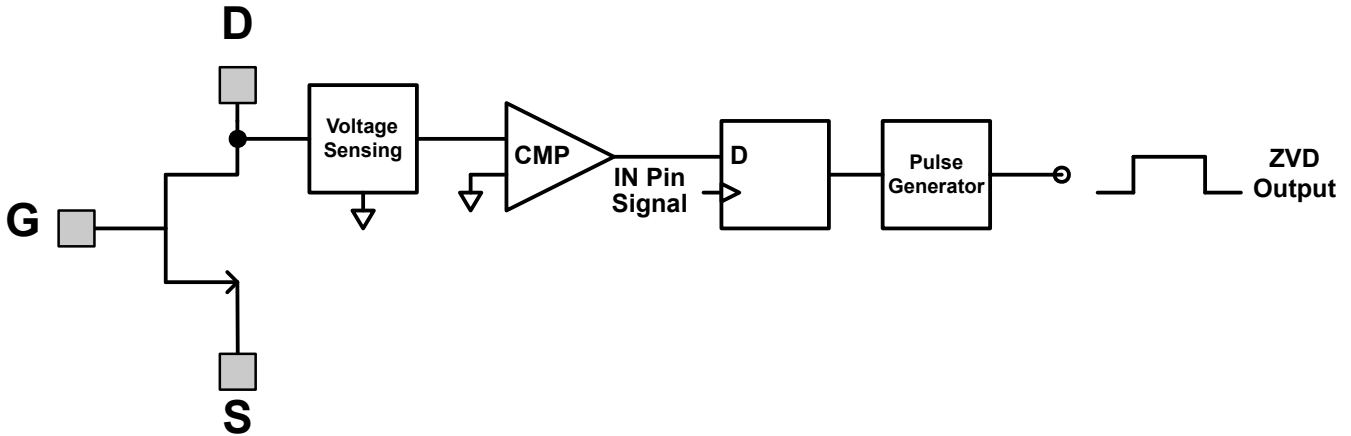 D
Voltage
Sensing
CMP
IN Pin
Signal
D
Pulse
Generator
ZVD
Output
G
S